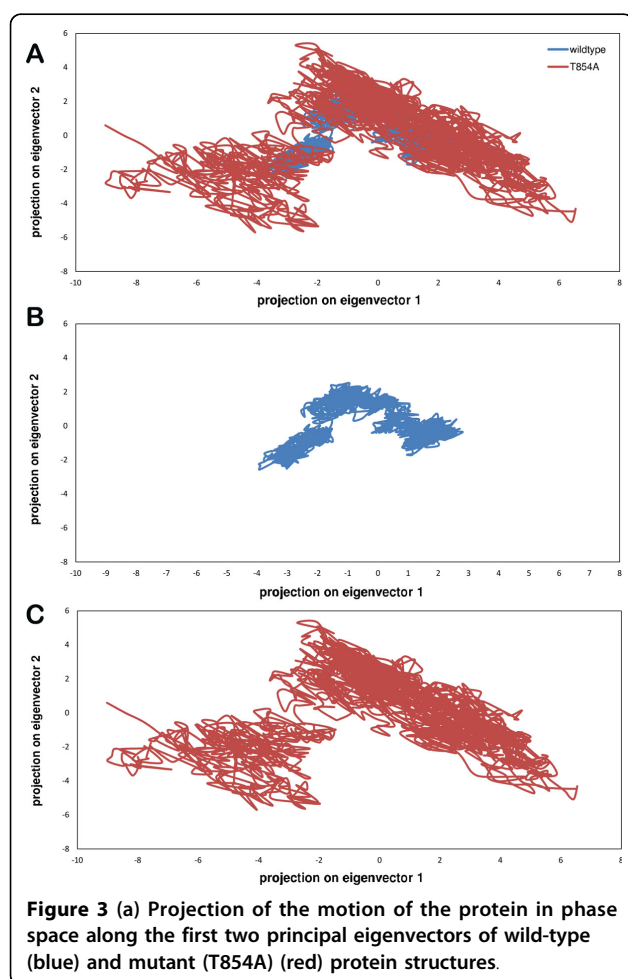 A
wildtype
T854A
projection on eigenvector 2
6
4
2
0
-2
-4
-6
-8
-10 -8 -6 -4 -2 0 2 4 6 8
projection on eigenvector 1
B
projection on eigenvector 2
6
4
2
0
-2
-4
-6
-8
-10 -9 -8 -7 -6 -5 -4 -3 -2 -1 0 1 2 3 4 5 6 7 8
projection on eigenvector 1
C
projection on eigenvector 2
6
4
2
0
-2
-4
-6
-8
-10 -8 -6 -4 -2 0 2 4 6 8
projection on eigenvector 1
Figure 3 (a) Projection of the motion of the protein in phase
space along the first two principal eigenvectors of wild-type
(blue) and mutant (T854A) (red) protein structures.